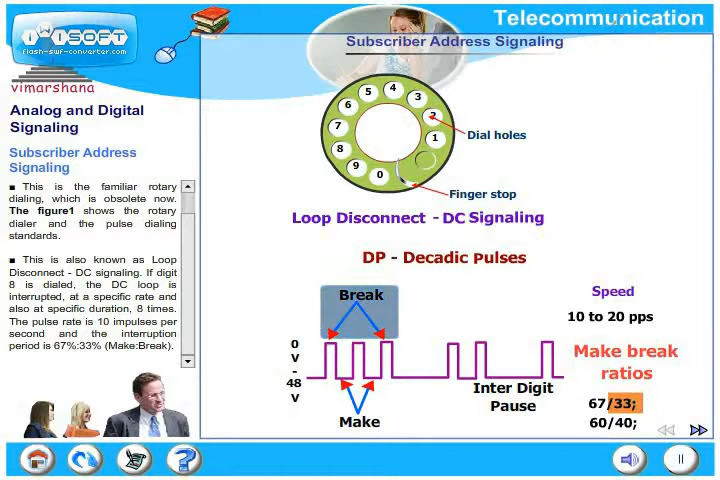 Telecommunication
iWiSOFT
flash-swf-converter.com
vimarshana
Analog and Digital
Signaling
Subscriber Address
Signaling
■ This is the familiar rotary
dialing, which is obsolete now.
The figure1 shows the rotary
dialer and the pulse dialing
standards.
■ This is also known as Loop
Disconnect - DC signaling. If digit
8 is dialed, the DC loop is
interrupted, at a specific rate and
also at specific duration, 8 times.
The pulse rate is 10 impulses per
second and the interruption
period is 67%:33% (Make:Break).
Subscriber Address Signaling
5 4 3
6 2
7 1
8
9 0
Dial holes
Finger stop
Loop Disconnect - DC Signaling
DP - Decadic Pulses
Break
0
V
-
48
V
Make
Inter Digit
Pause
Speed
10 to 20 pps
Make break
ratios
67/33;
60/40;